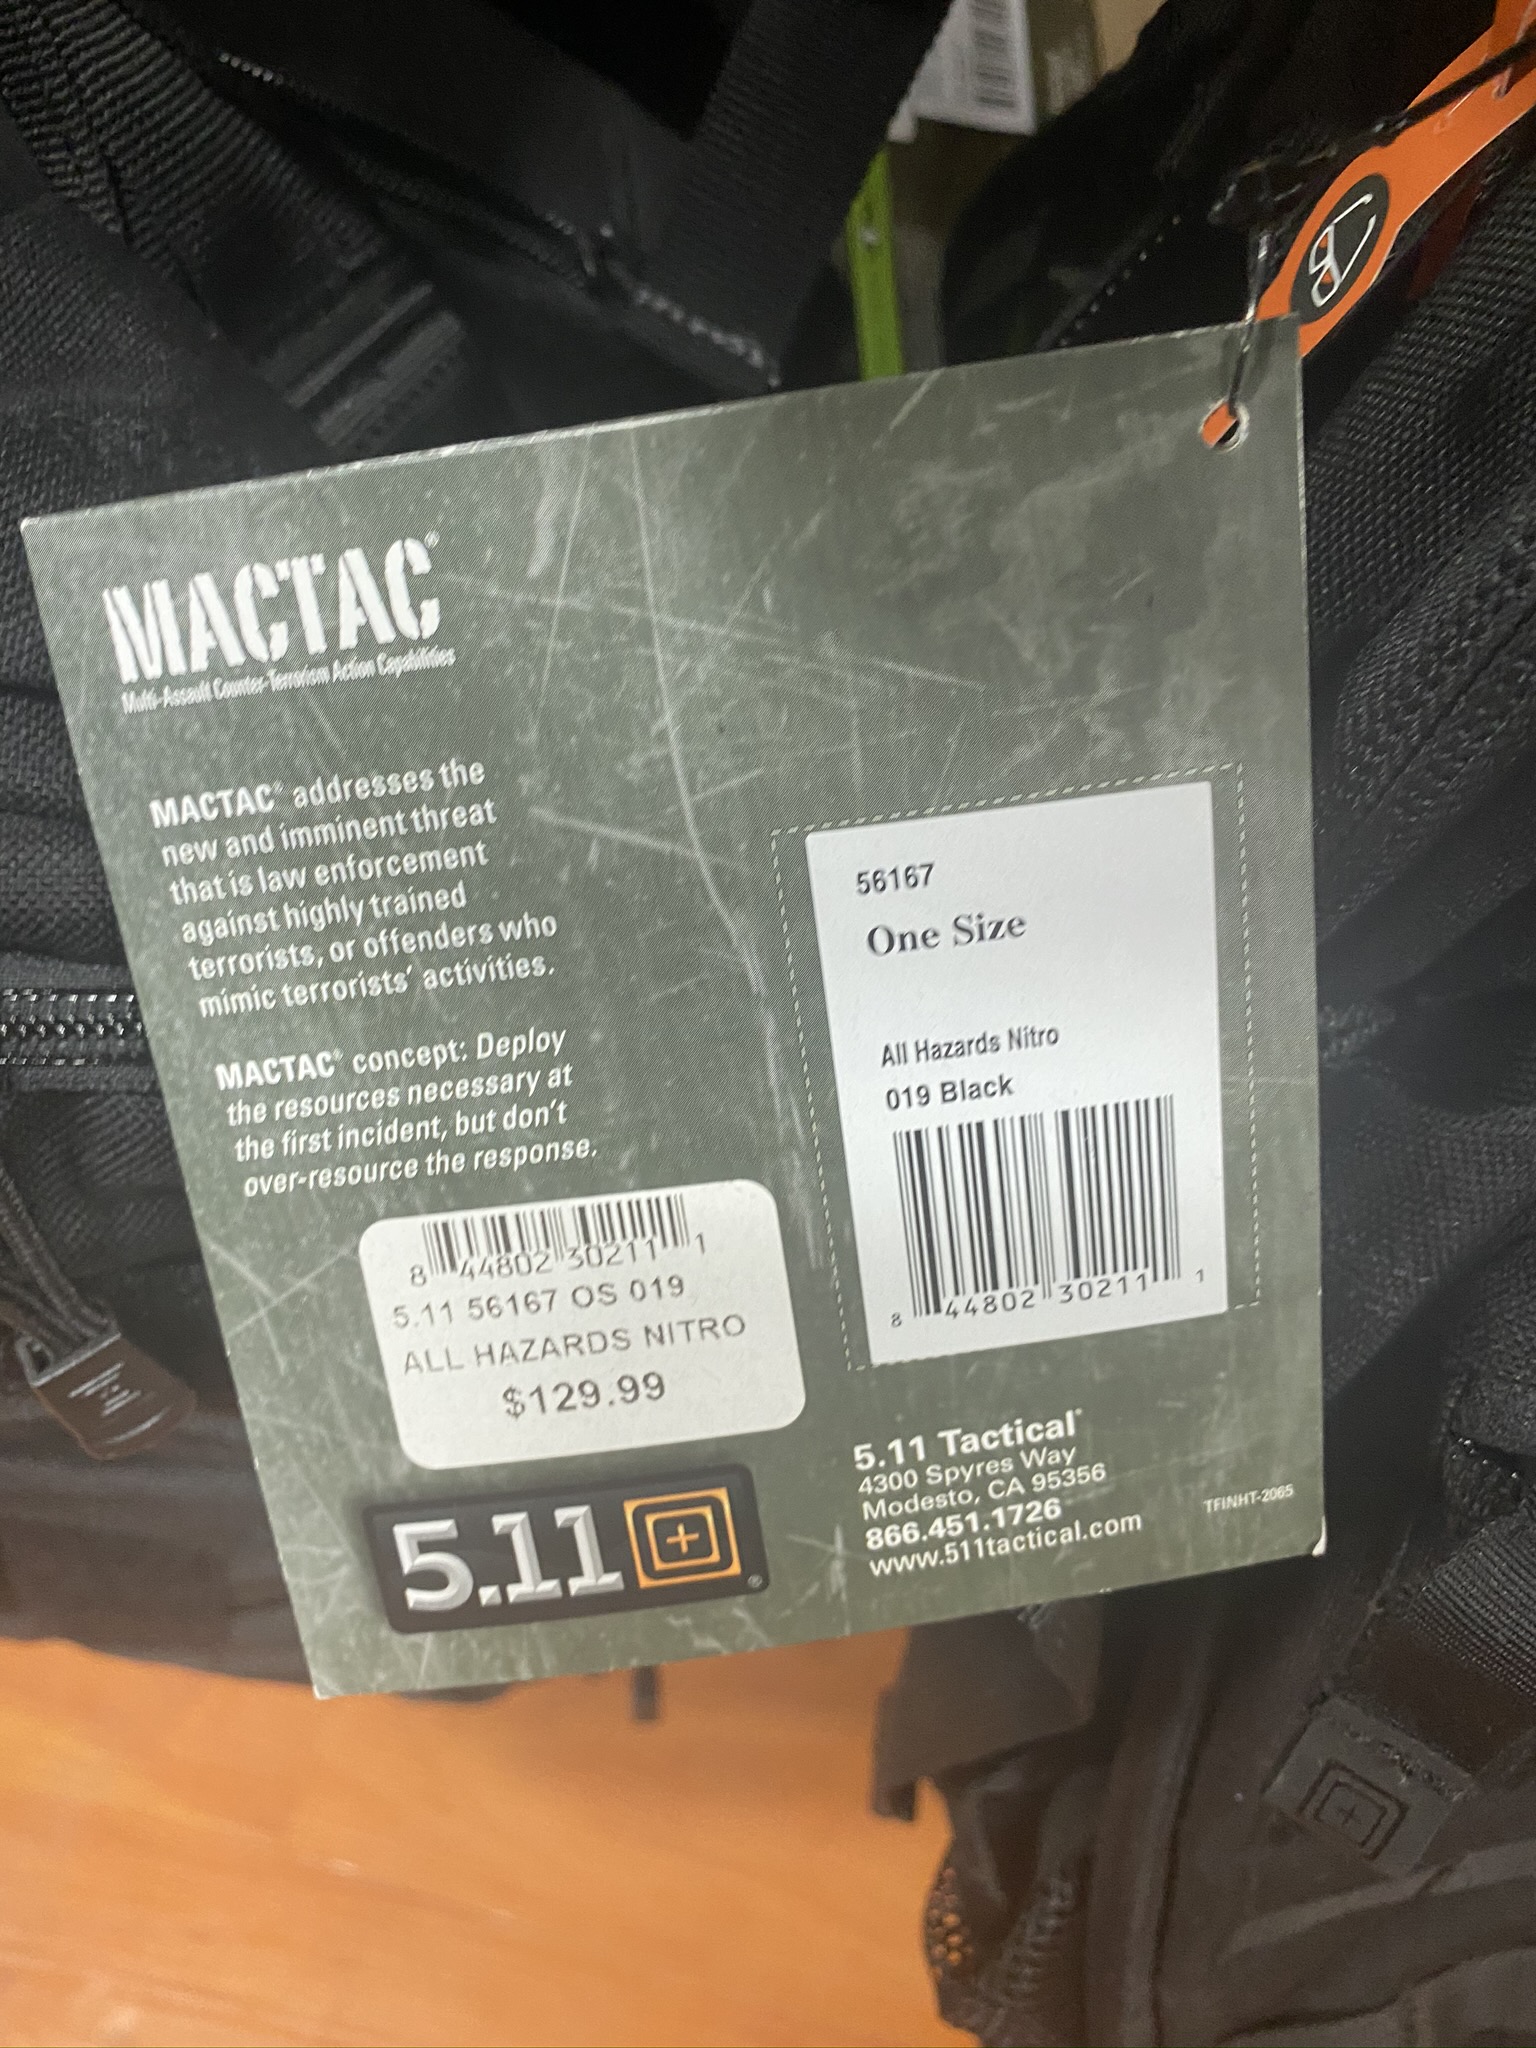 MACTAC®
Multi-Assault Counter-Terrorism Action Capabilities
MACTAC® addresses the
new and imminent threat
that is law enforcement
against highly trained
terrorists, or offenders who
mimic terrorists' activities.
MACTAC® concept: Deploy
the resources necessary at
the first incident, but don't
over-resource the response.
56167
One Size
All Hazards Nitro
019 Black
8 44802 30211 1
8 44802 30211 1
5.11 56167 OS 019
ALL HAZARDS NITRO
$129.99
5.11®
5.11 Tactical®
4300 Spyres Way
Modesto, CA 95356
866.451.1726
www.511tactical.com
TFINHT-2065